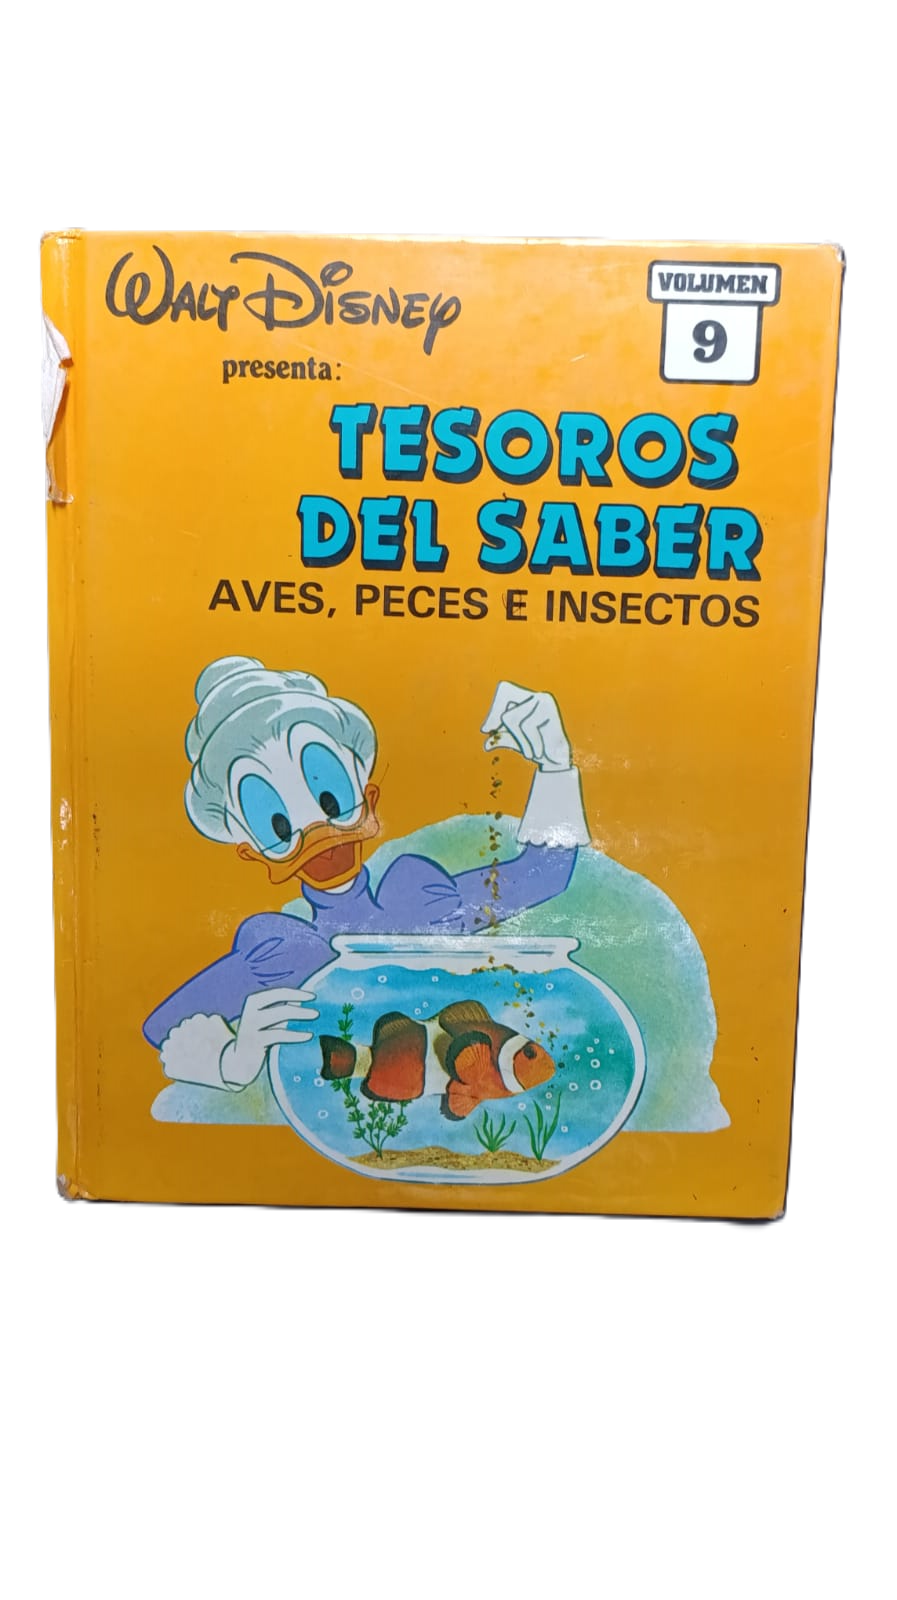 WALT DISNEY
presenta:
VOLUMEN
9
TESOROS
DEL SABER
AVES, PECES E INSECTOS